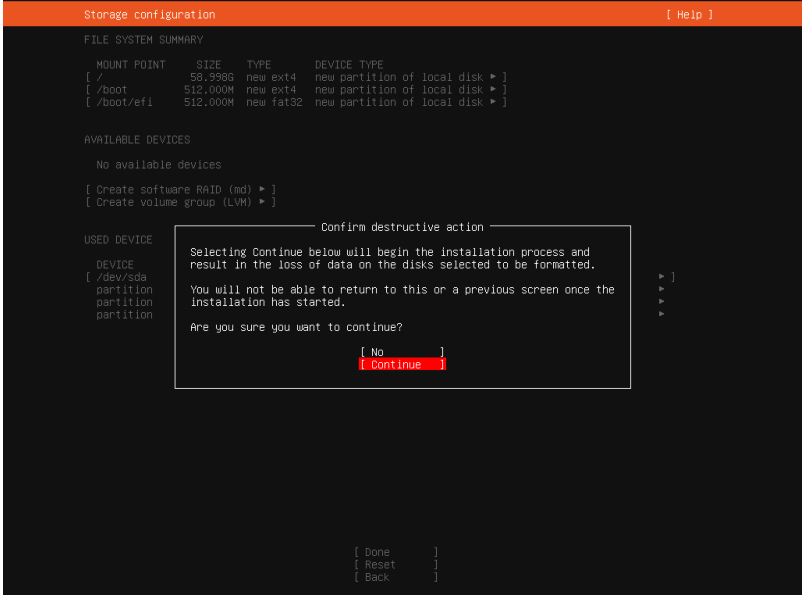 Storage configuration [ Help ]
FILE SYSTEM SUMMARY
MOUNT POINT SIZE TYPE DEVICE TYPE
[ / 58.998G new ext4 new partition of local disk ▸ ]
[ /boot 512.000M new ext4 new partition of local disk ▸ ]
[ /boot/efi 512.000M new fat32 new partition of local disk ▸ ]
AVAILABLE DEVICES
No available devices
[ Create software RAID (md) ▸ ]
[ Create volume group (LVM) ▸ ]
USED DEVICE
DEVICE
[ /dev/sda ▸ ]
partition ▸
partition ▸
partition ▸
Confirm destructive action
Selecting Continue below will begin the installation process and
result in the loss of data on the disks selected to be formatted.
You will not be able to return to this or a previous screen once the
installation has started.
Are you sure you want to continue?
[ No ]
[ Continue ]
[ Done ]
[ Reset ]
[ Back ]